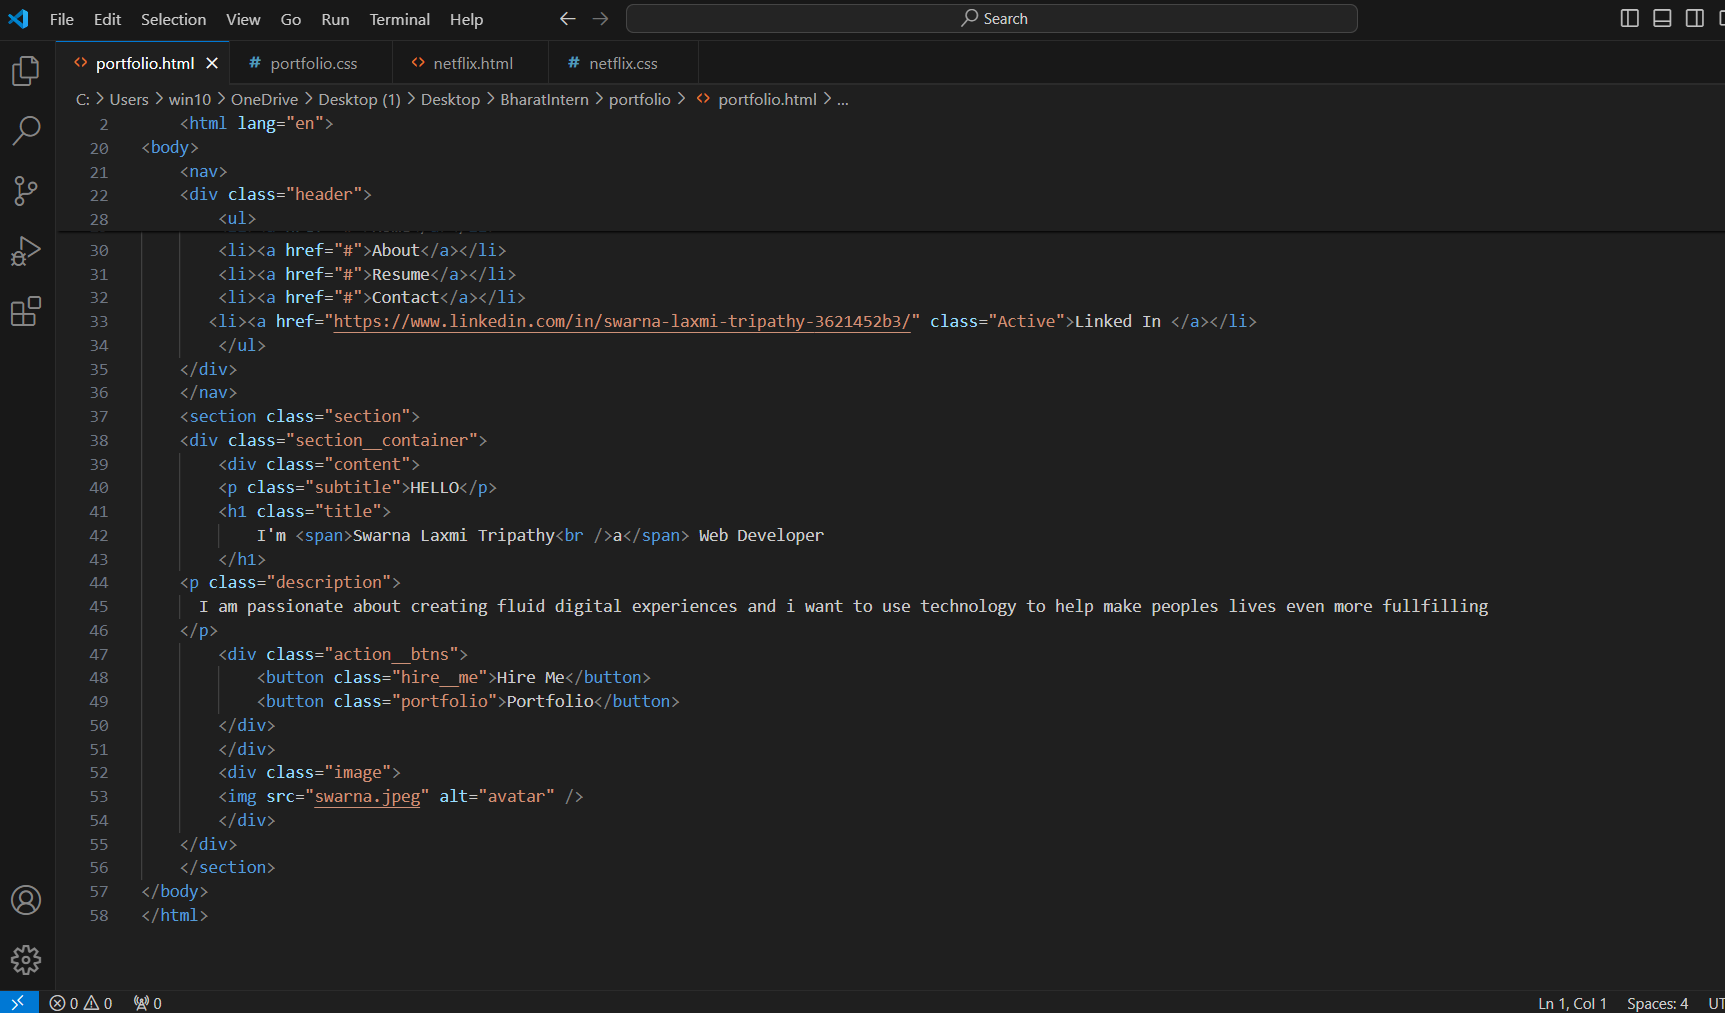 File Edit Selection View Go Run Terminal Help Search
portfolio.html # portfolio.css netflix.html # netflix.css
C: > Users > win10 > OneDrive > Desktop (1) > Desktop > BharatIntern > portfolio > portfolio.html > ...
2 <html lang="en">
20 <body>
21 <nav>
22 <div class="header">
28 <ul>
30 <li><a href="#">About</a></li>
31 <li><a href="#">Resume</a></li>
32 <li><a href="#">Contact</a></li>
33 <li><a href="https://www.linkedin.com/in/swarna-laxmi-tripathy-3621452b3/" class="Active">Linked In </a></li>
34 </ul>
35 </div>
36 </nav>
37 <section class="section">
38 <div class="section__container">
39 <div class="content">
40 <p class="subtitle">HELLO</p>
41 <h1 class="title">
42 I'm <span>Swarna Laxmi Tripathy<br />a</span> Web Developer
43 </h1>
44 <p class="description">
45 I am passionate about creating fluid digital experiences and i want to use technology to help make peoples lives even more fullfilling
46 </p>
47 <div class="action__btns">
48 <button class="hire__me">Hire Me</button>
49 <button class="portfolio">Portfolio</button>
50 </div>
51 </div>
52 <div class="image">
53 <img src="swarna.jpeg" alt="avatar" />
54 </div>
55 </div>
56 </section>
57 </body>
58 </html>
0 0 0 Ln 1, Col 1 Spaces: 4 UT